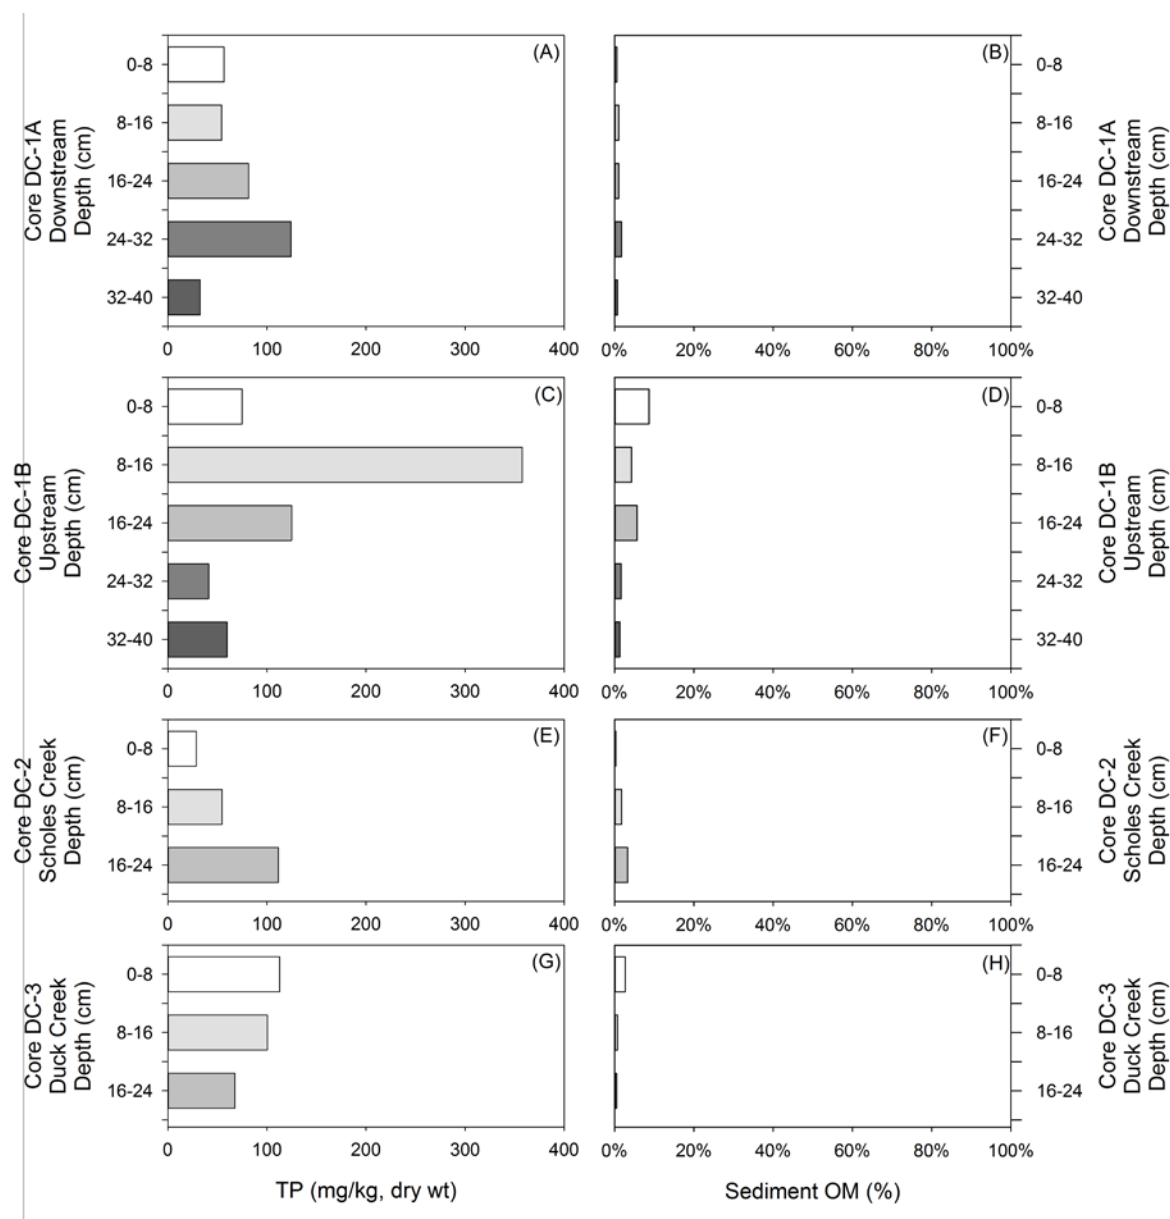 Core DC-1A
Downstream
Depth (cm)
0-8
8-16
16-24
24-32
32-40
(A)
0 100 200 300 400
(B)
0-8
8-16
16-24
24-32
32-40
Core DC-1A
Downstream
Depth (cm)
0% 20% 40% 60% 80% 100%
Core DC-1B
Upstream
Depth (cm)
0-8
8-16
16-24
24-32
32-40
(C)
0 100 200 300 400
(D)
0-8
8-16
16-24
24-32
32-40
Core DC-1B
Upstream
Depth (cm)
0% 20% 40% 60% 80% 100%
Core DC-2
Scholes Creek
Depth (cm)
0-8
8-16
16-24
(E)
0 100 200 300 400
(F)
0-8
8-16
16-24
Core DC-2
Scholes Creek
Depth (cm)
0% 20% 40% 60% 80% 100%
Core DC-3
Duck Creek
Depth (cm)
0-8
8-16
16-24
(G)
0 100 200 300 400
TP (mg/kg, dry wt)
(H)
0-8
8-16
16-24
Core DC-3
Duck Creek
Depth (cm)
0% 20% 40% 60% 80% 100%
Sediment OM (%)